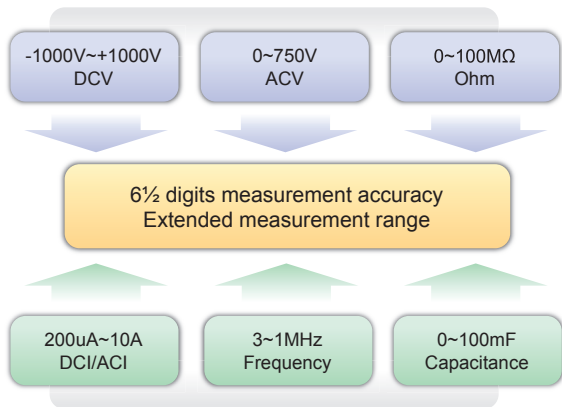 -1000V~+1000V
DCV
0~750V
ACV
0~100MΩ
Ohm
6½ digits measurement accuracy
Extended measurement range
200uA~10A
DCI/ACI
3~1MHz
Frequency
0~100mF
Capacitance